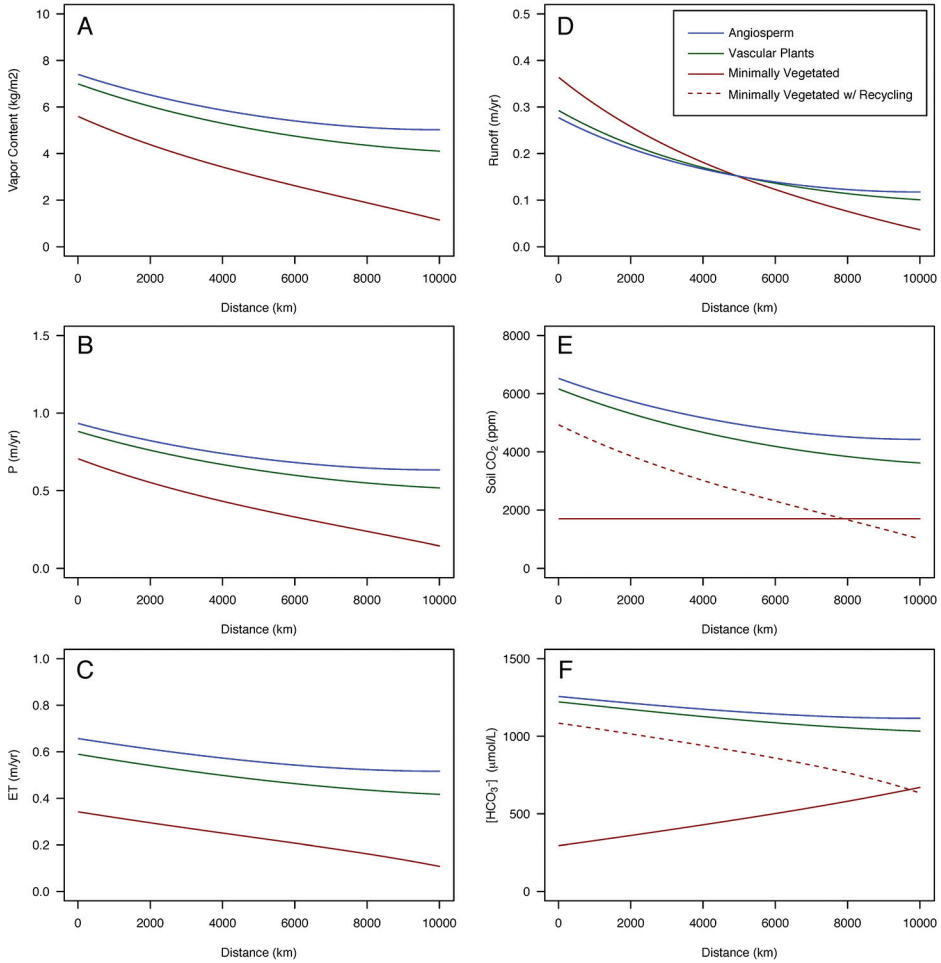 A
Vapor Content (kg/m2)
10
8
6
4
2
0
0 2000 4000 6000 8000 10000
Distance (km)
D
Runoff (m/yr)
0.5
0.4
0.3
0.2
0.1
0.0
0 2000 4000 6000 8000 10000
Distance (km)
Angiosperm
Vascular Plants
Minimally Vegetated
Minimally Vegetated w/ Recycling
B
P (m/yr)
1.5
1.0
0.5
0.0
0 2000 4000 6000 8000 10000
Distance (km)
E
Soil CO₂ (ppm)
8000
6000
4000
2000
0
0 2000 4000 6000 8000 10000
Distance (km)
C
ET (m/yr)
1.0
0.8
0.6
0.4
0.2
0.0
0 2000 4000 6000 8000 10000
Distance (km)
F
[HCO₃⁻] (μmol/L)
1500
1000
500
0
0 2000 4000 6000 8000 10000
Distance (km)